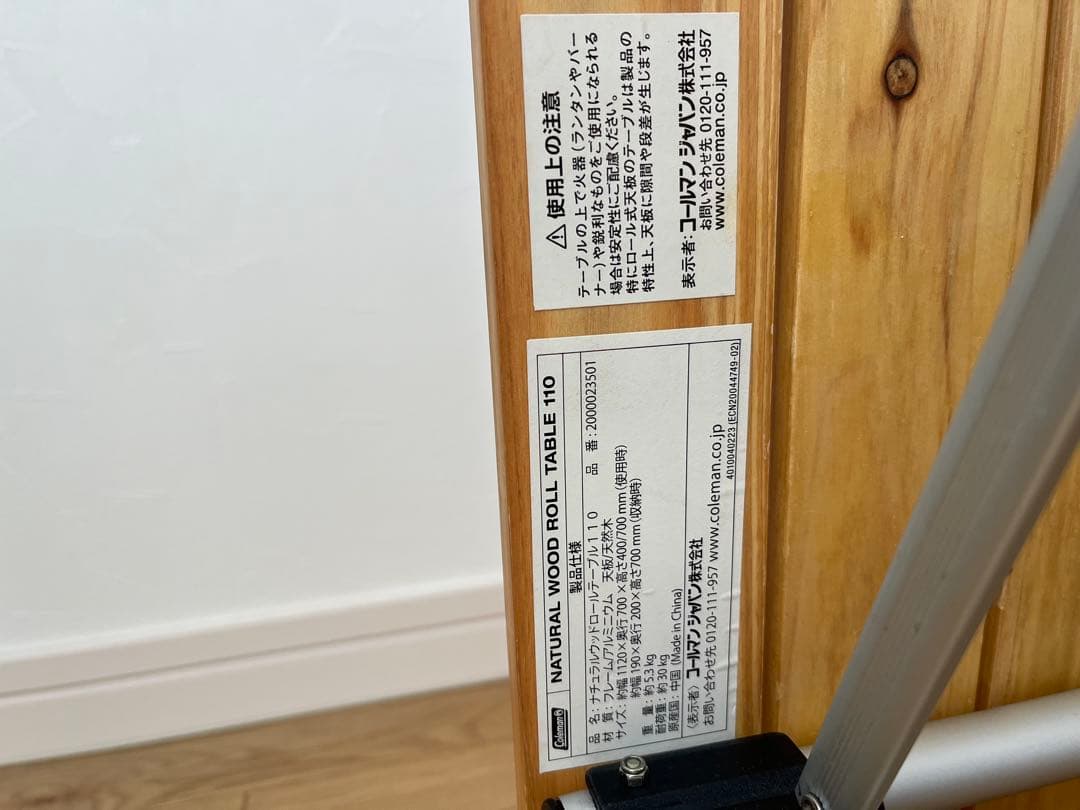 ⚠ 使用上の注意
テーブルの上で火器（ランタンやバー
ナー）や鋭利なものをご使用になられる
場合は安定性にご配慮ください。
特にロール式天板のテーブルは製品の
特性上、天板に隙間や段差が生じます。
表示者：コールマン ジャパン株式会社
お問い合わせ先 0120-111-957
www.coleman.co.jp
Coleman NATURAL WOOD ROLL TABLE 110
製品仕様
品 名：ナチュラルウッドロールテーブル１１０ 品 番：2000023501
材 質：フレーム/アルミニウム 天板/天然木
サイズ：約幅1120×奥行700×高さ400/700mm(使用時)
約幅190×奥行200×高さ700mm(収納時)
重 量：約5.3kg
耐荷重：約30kg
原産国：中国(Made in China)
〈表示者〉コールマン ジャパン株式会社
お問い合わせ先 0120-111-957 www.coleman.co.jp
4010040223(ECN20044749-02)